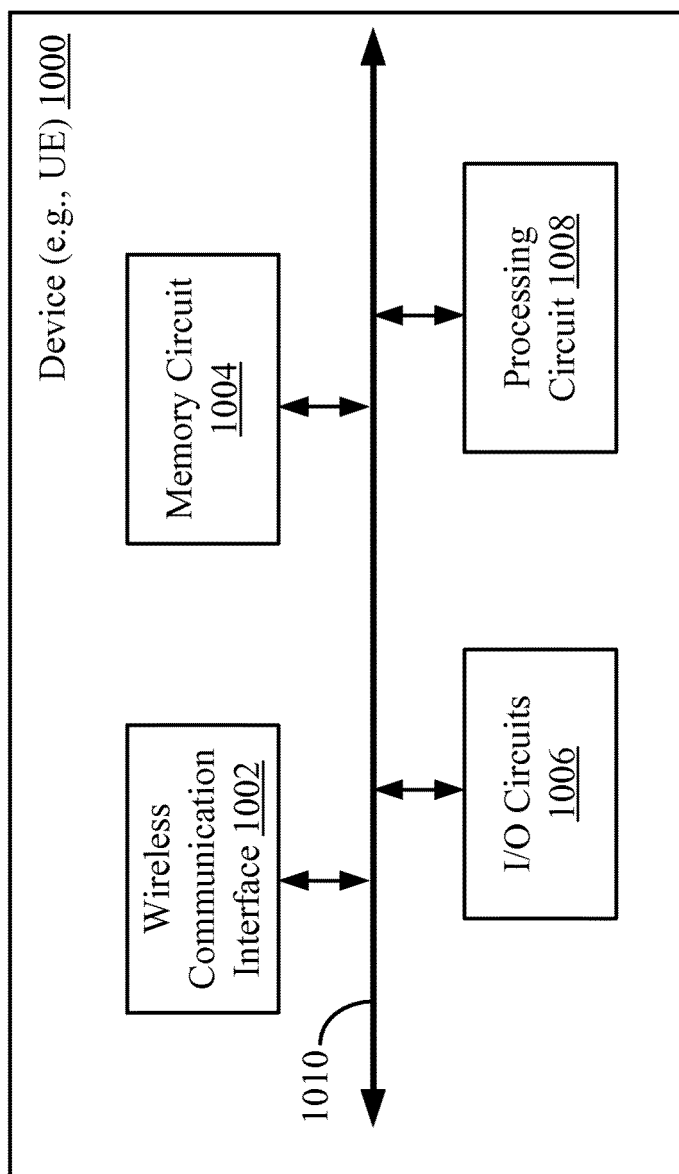 Device (e.g., UE) 1000
Wireless
Communication
Interface 1002
Memory Circuit
1004
1010
I/O Circuits
1006
Processing
Circuit 1008